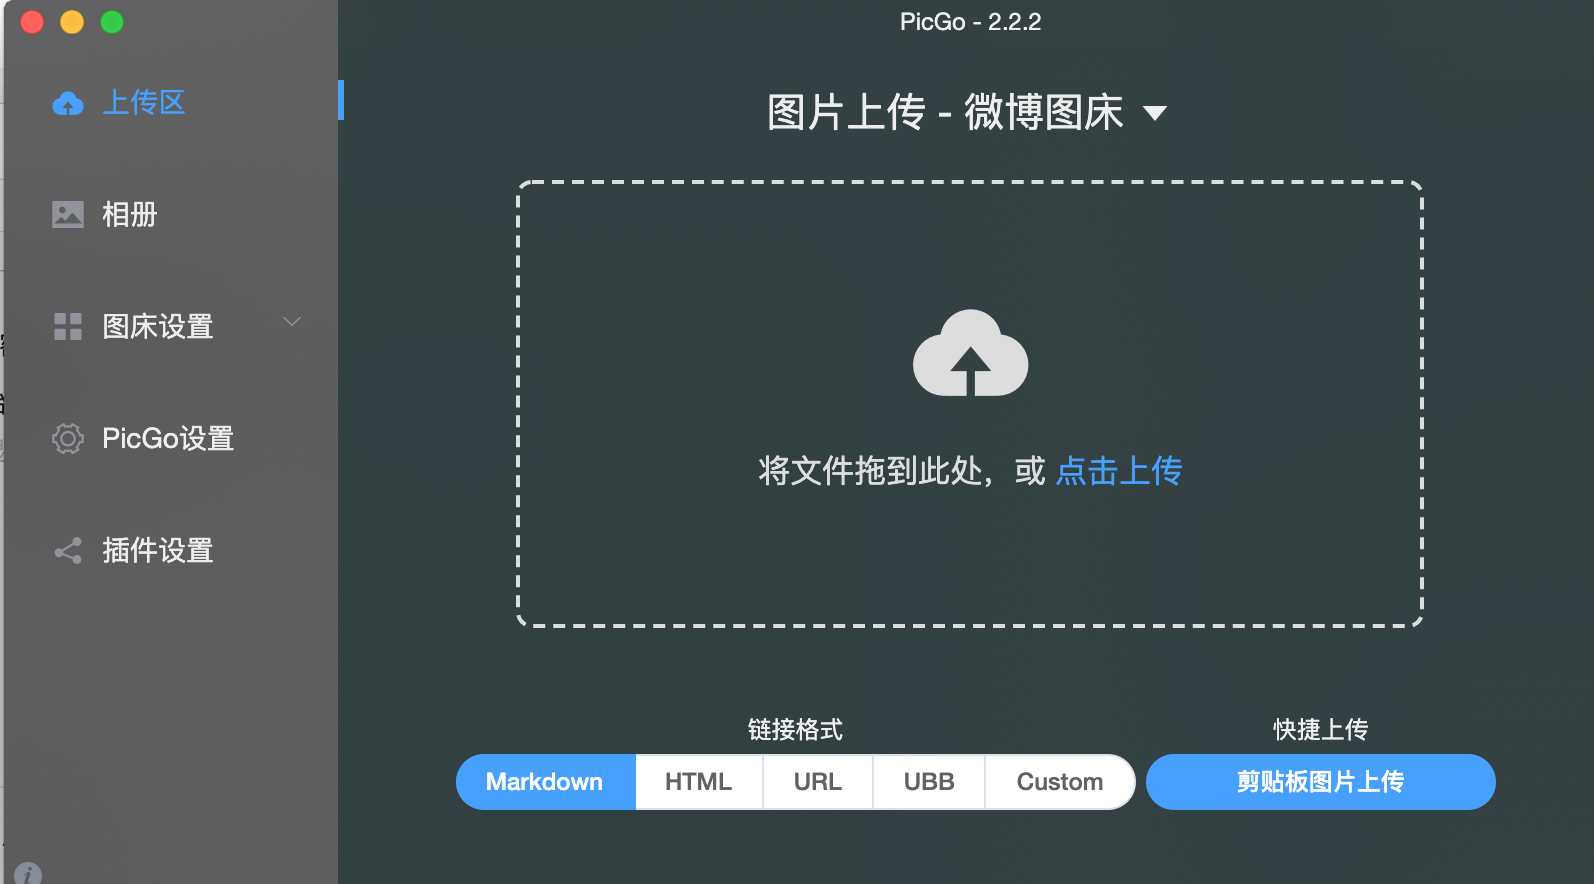 PicGo - 2.2.2
上传区
相册
图床设置
PicGo设置
插件设置
图片上传 - 微博图床
将文件拖到此处，或 点击上传
链接格式
Markdown HTML URL UBB Custom
快捷上传
剪贴板图片上传